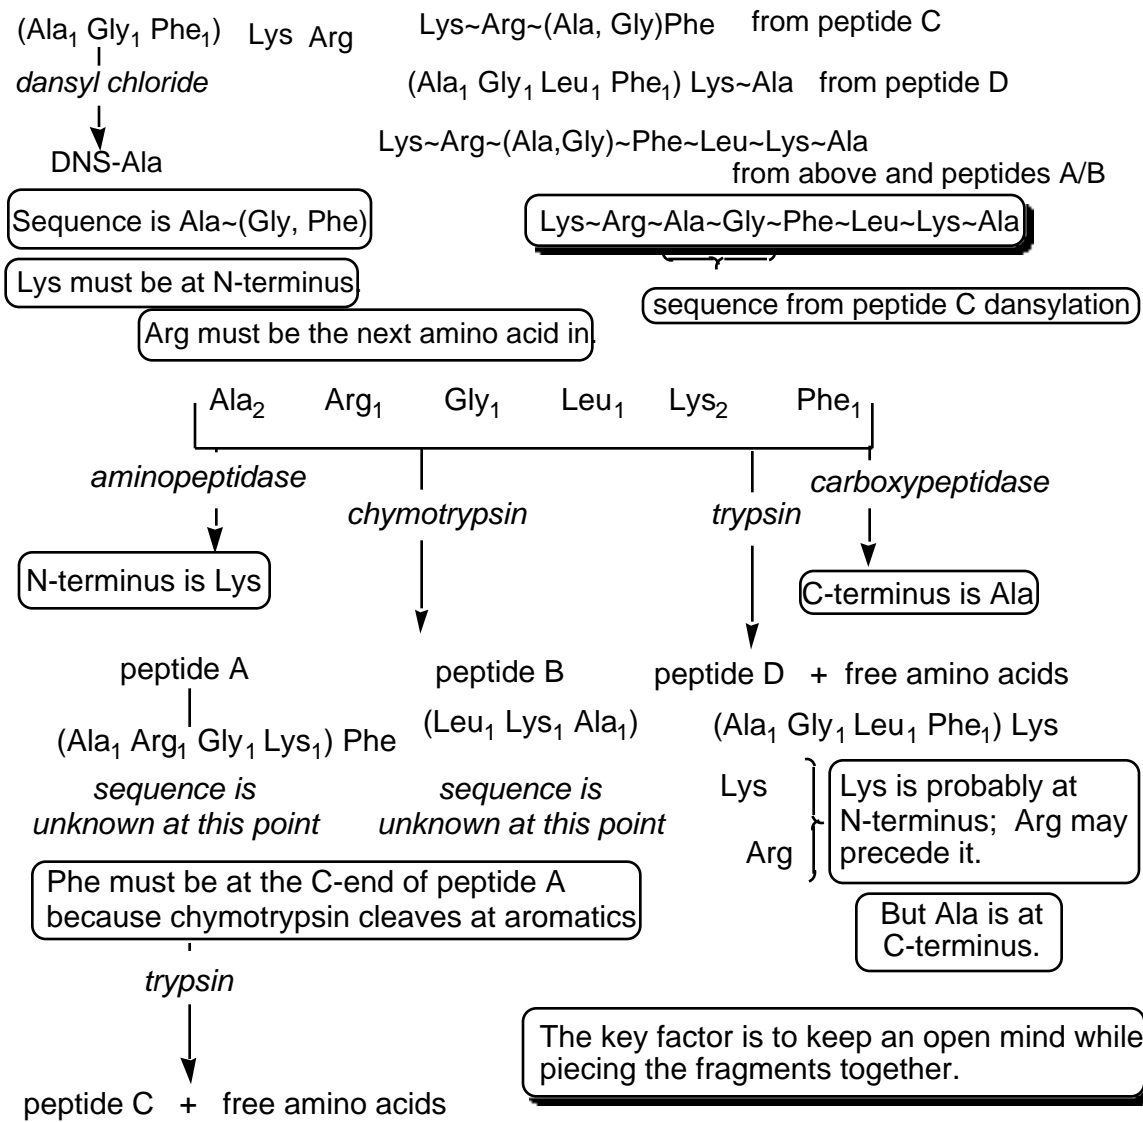 (Ala1 Gly1 Phe1) Lys Arg
dansyl chloride
DNS-Ala
Sequence is Ala~(Gly, Phe)
Lys must be at N-terminus.
Arg must be the next amino acid in.
Lys~Arg~(Ala, Gly)Phe from peptide C
(Ala1 Gly1 Leu1 Phe1) Lys~Ala from peptide D
Lys~Arg~(Ala,Gly)~Phe~Leu~Lys~Ala
from above and peptides A/B
Lys~Arg~Ala~Gly~Phe~Leu~Lys~Ala
sequence from peptide C dansylation
Ala2 Arg1 Gly1 Leu1 Lys2 Phe1
aminopeptidase
chymotrypsin
trypsin
carboxypeptidase
N-terminus is Lys
C-terminus is Ala
peptide A
(Ala1 Arg1 Gly1 Lys1) Phe
sequence is
unknown at this point
peptide B
(Leu1 Lys1 Ala1)
sequence is
unknown at this point
peptide D + free amino acids
(Ala1 Gly1 Leu1 Phe1) Lys
Lys
Arg
Lys is probably at
N-terminus; Arg may
precede it.
But Ala is at
C-terminus.
Phe must be at the C-end of peptide A
because chymotrypsin cleaves at aromatics
trypsin
peptide C + free amino acids
The key factor is to keep an open mind while
piecing the fragments together.